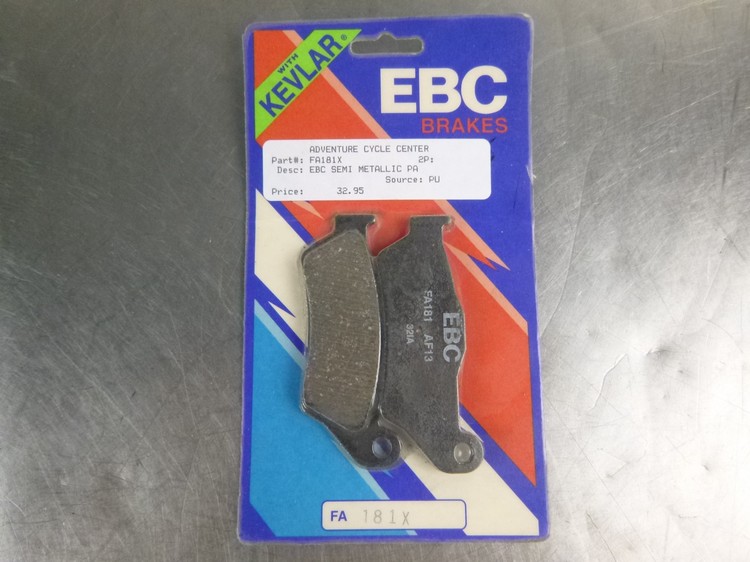 WITH
KEVLAR
EBC
BRAKES
ADVENTURE CYCLE CENTER
Part#: FA181X 2P:
Desc: EBC SEMI METALLIC PA
Source: PU
Price: 32.95
EBC
FA181 AF13
32IA
FA 181X